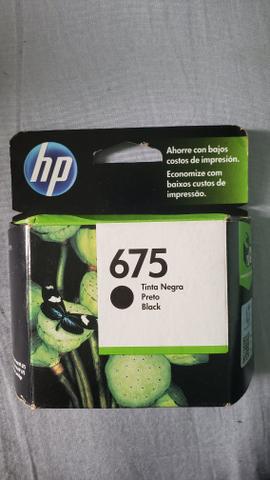 hp
Ahorre con bajos
costos de impresión.
Economize com
baixos custos de
impressão.
675
Tinta Negra
Preto
Black